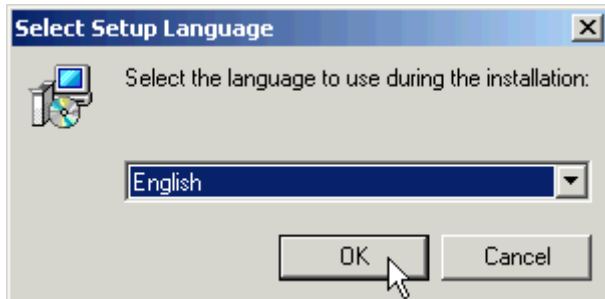 Select Setup Language
Select the language to use during the installation:
English
OK
Cancel